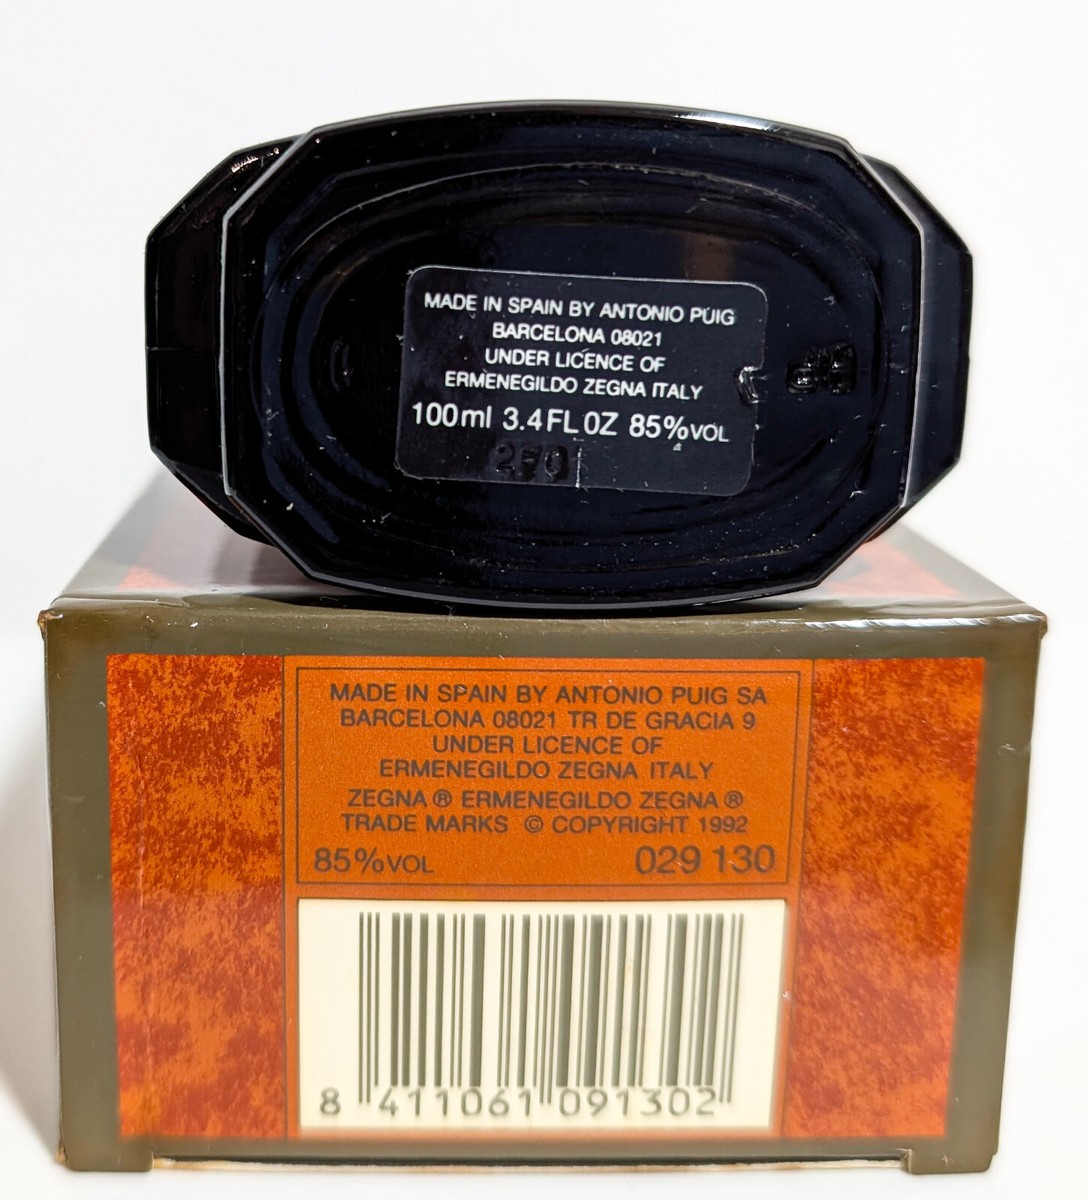 MADE IN SPAIN BY ANTONIO PUIG
BARCELONA 08021
UNDER LICENCE OF
ERMENEGILDO ZEGNA ITALY
100ml 3.4FL OZ 85%VOL
MADE IN SPAIN BY ANTONIO PUIG SA
BARCELONA 08021 TR DE GRACIA 9
UNDER LICENCE OF
ERMENEGILDO ZEGNA ITALY
ZEGNA® ERMENEGILDO ZEGNA®
TRADE MARKS © COPYRIGHT 1992
85%VOL 029 130
8 411061 091302